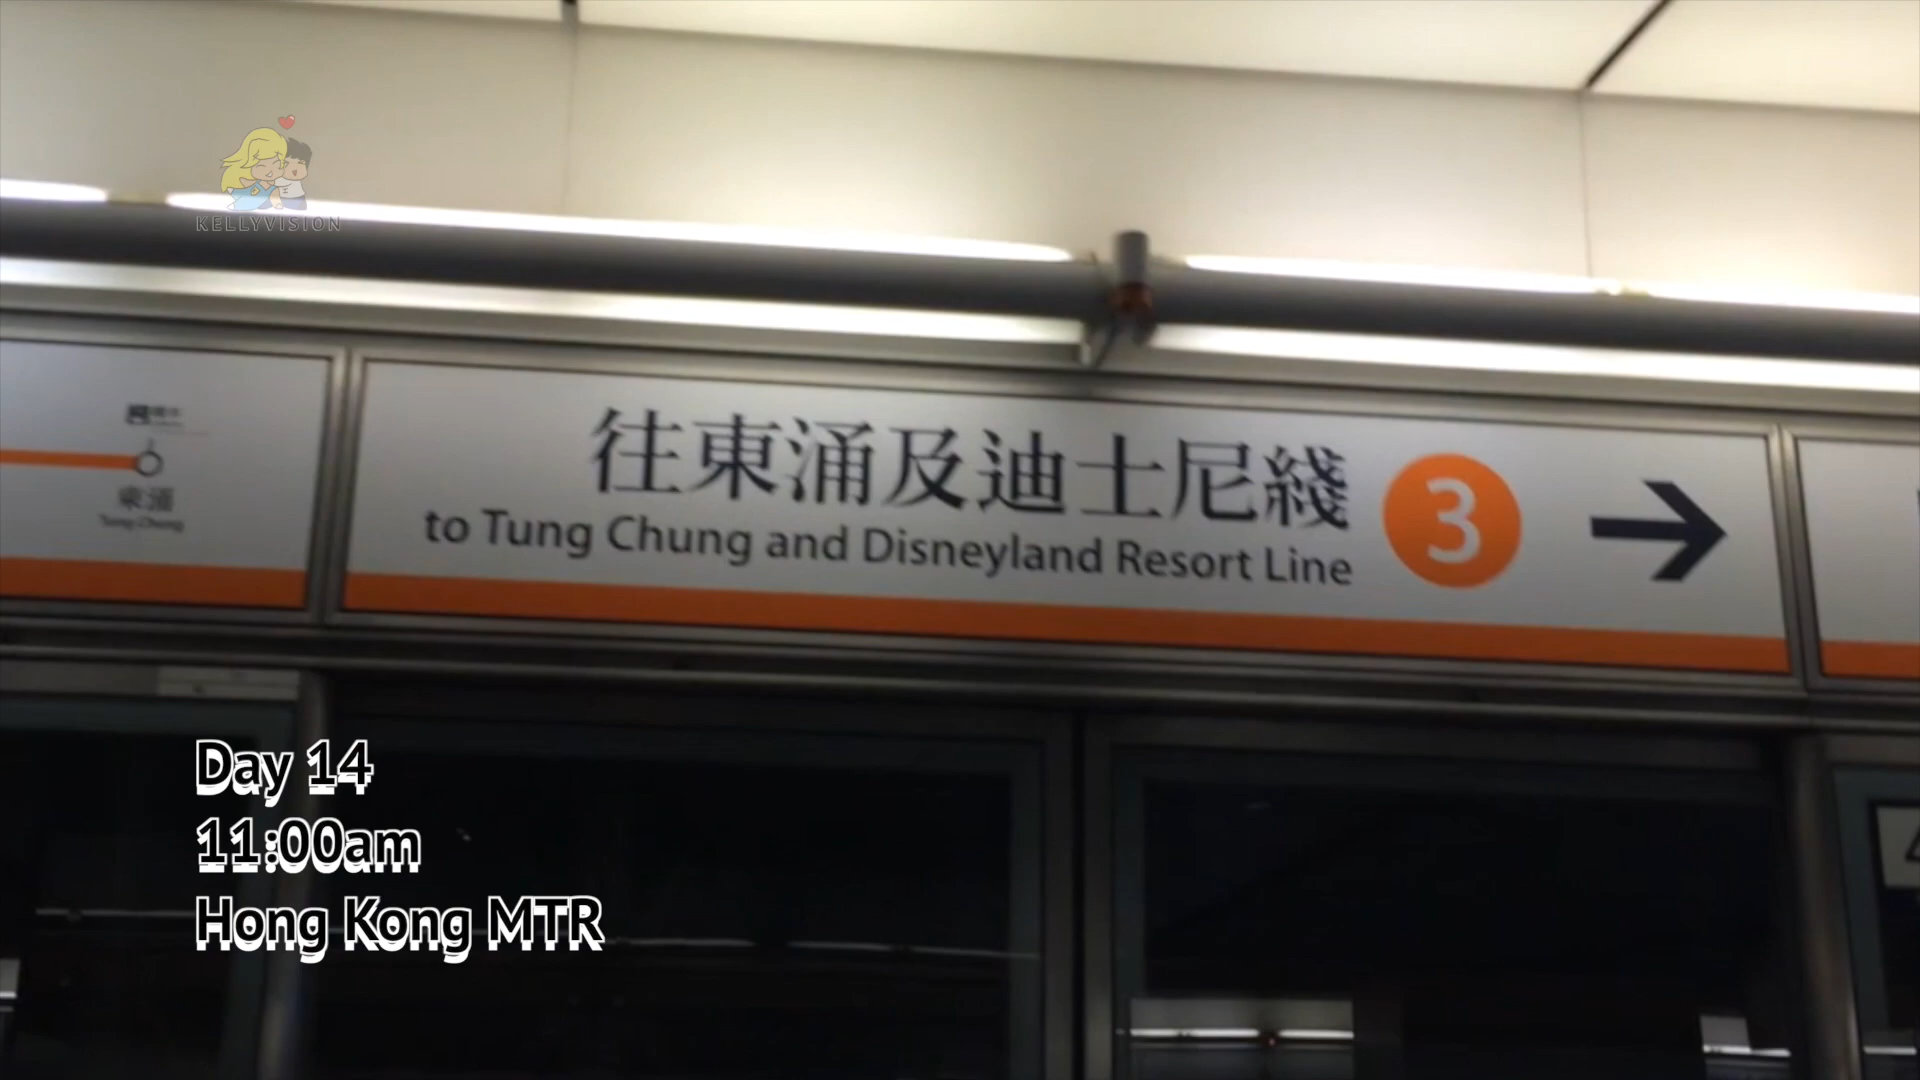 KELLYVISION
東涌
Tung Chung
往東涌及迪士尼綫
to Tung Chung and Disneyland Resort Line
3
Day 14
11:00am
Hong Kong MTR